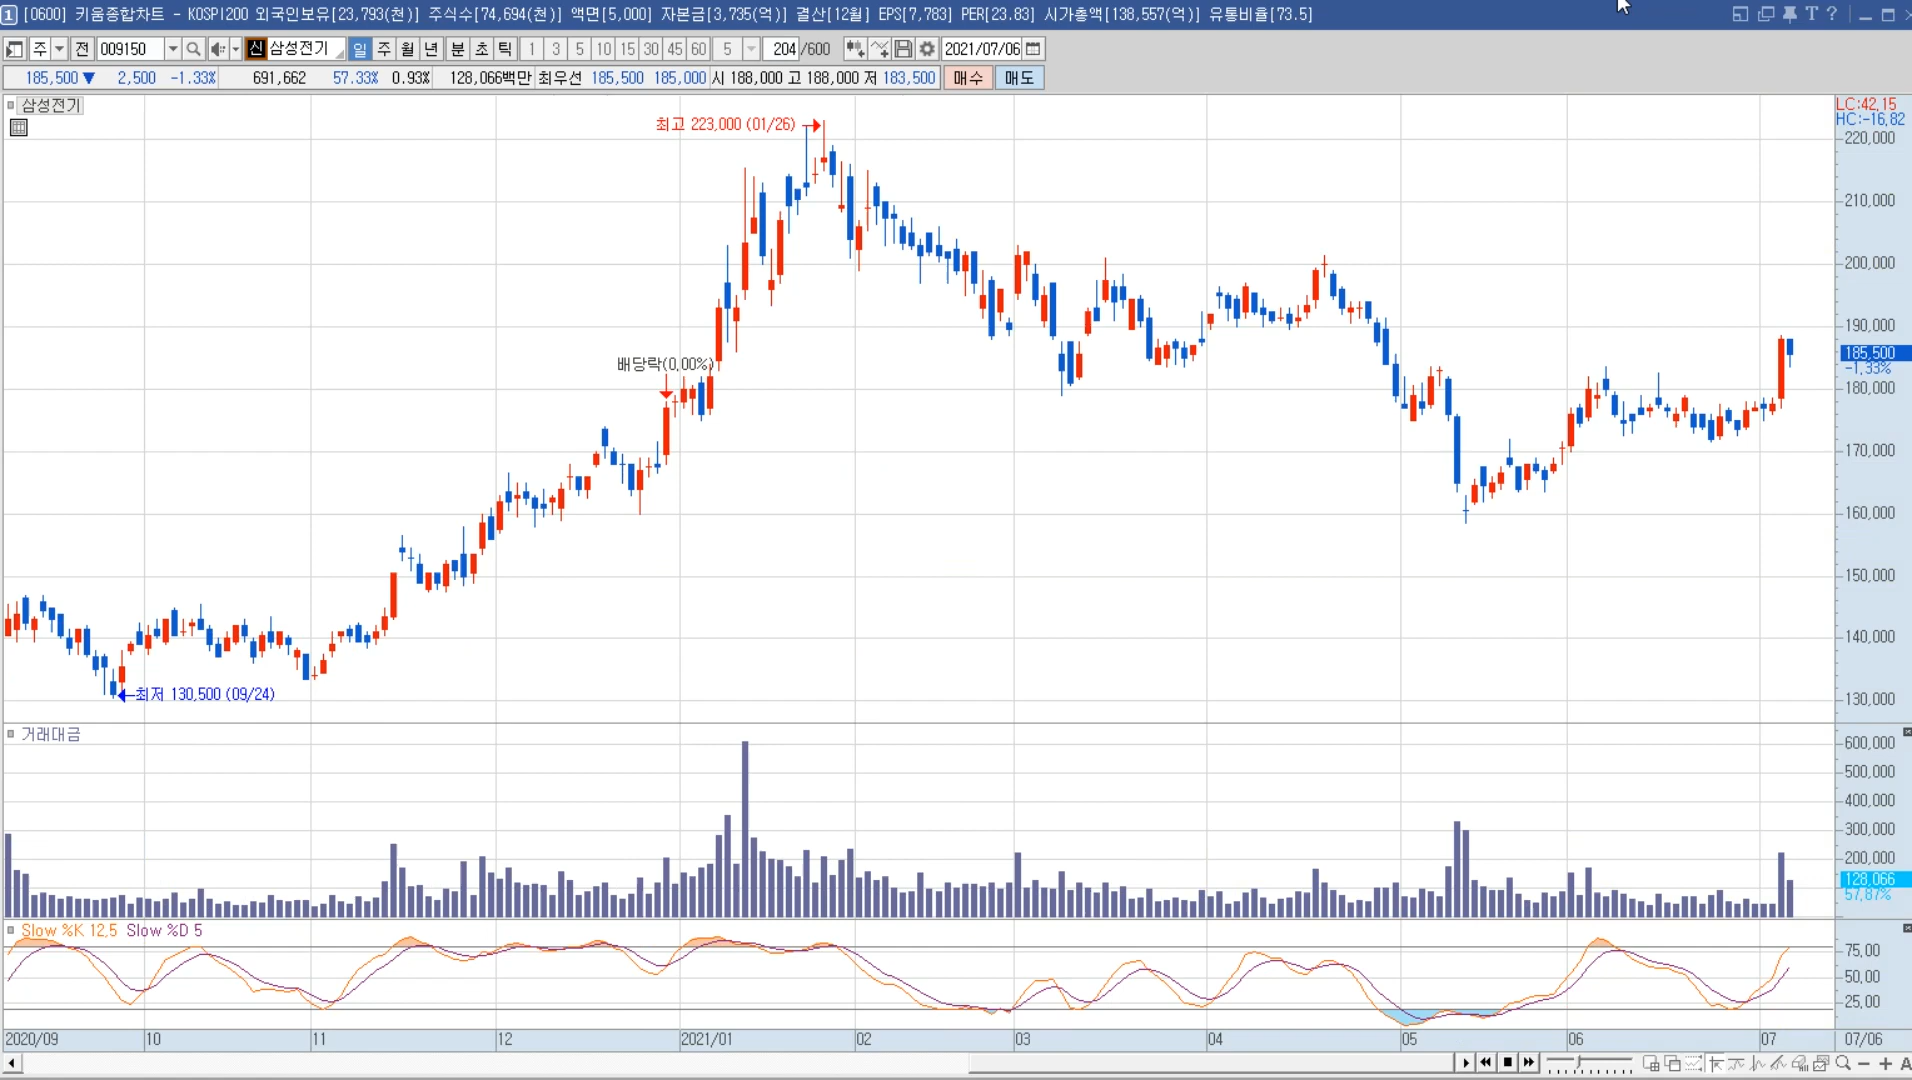 1 [0600] 키움종합차트 - KOSPI200 외국인보유[23,793(천)] 주식수[74,694(천)] 액면[5,000] 자본금[3,735(억)] 결산[12월] EPS[7,783] PER[23.83] 시가총액[138,557(억)] 유통비율[73.5] T ?
주 전 009150 신 삼성전기 일 주 월 년 분 초 틱 1 3 5 10 15 30 45 60 5 204 /600 2021/07/06
185,500 ▼ 2,500 -1.33% 691,662 57.33% 0.93% 128,066백만 최우선 185,500 185,000 시 188,000 고 188,000 저 183,500 매수 매도
삼성전기
LC:42.15
HC:-16.82
최고 223,000 (01/26)
220,000
210,000
200,000
190,000
185,500
-1.33%
배당락(0.00%)
180,000
170,000
160,000
150,000
140,000
최저 130,500 (09/24)
130,000
거래대금
600,000
500,000
400,000
300,000
200,000
128,066
57.87%
Slow %K 12,5 Slow %D 5
75.00
50.00
25.00
2020/09 10 11 12 2021/01 02 03 04 05 06 07 07/06
A